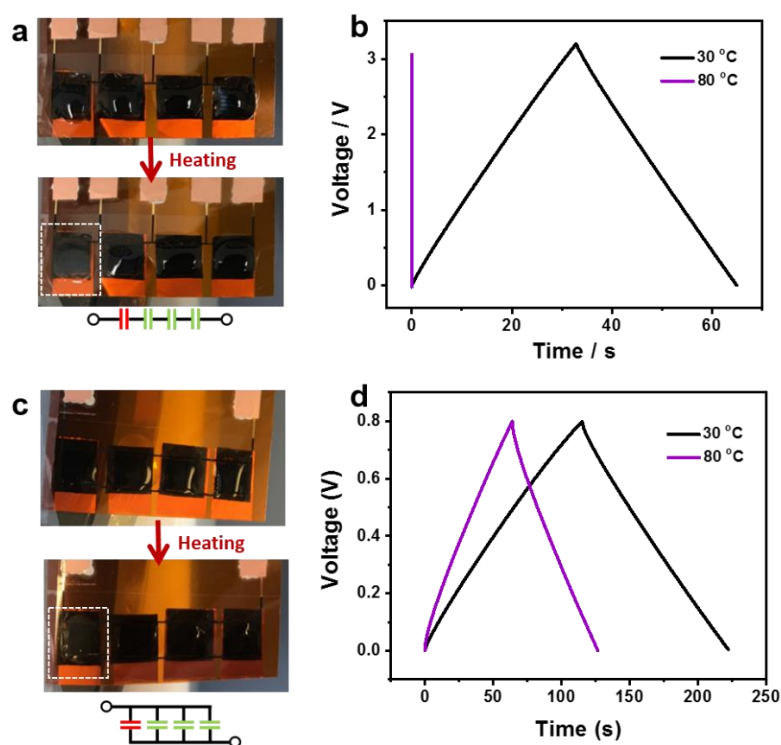 a
Heating
b
Voltage / V
3
2
1
0
30 °C
80 °C
0 20 40 60
Time / s
c
Heating
d
Voltage (V)
0.8
0.6
0.4
0.2
0.0
30 °C
80 °C
0 50 100 150 200 250
Time (s)